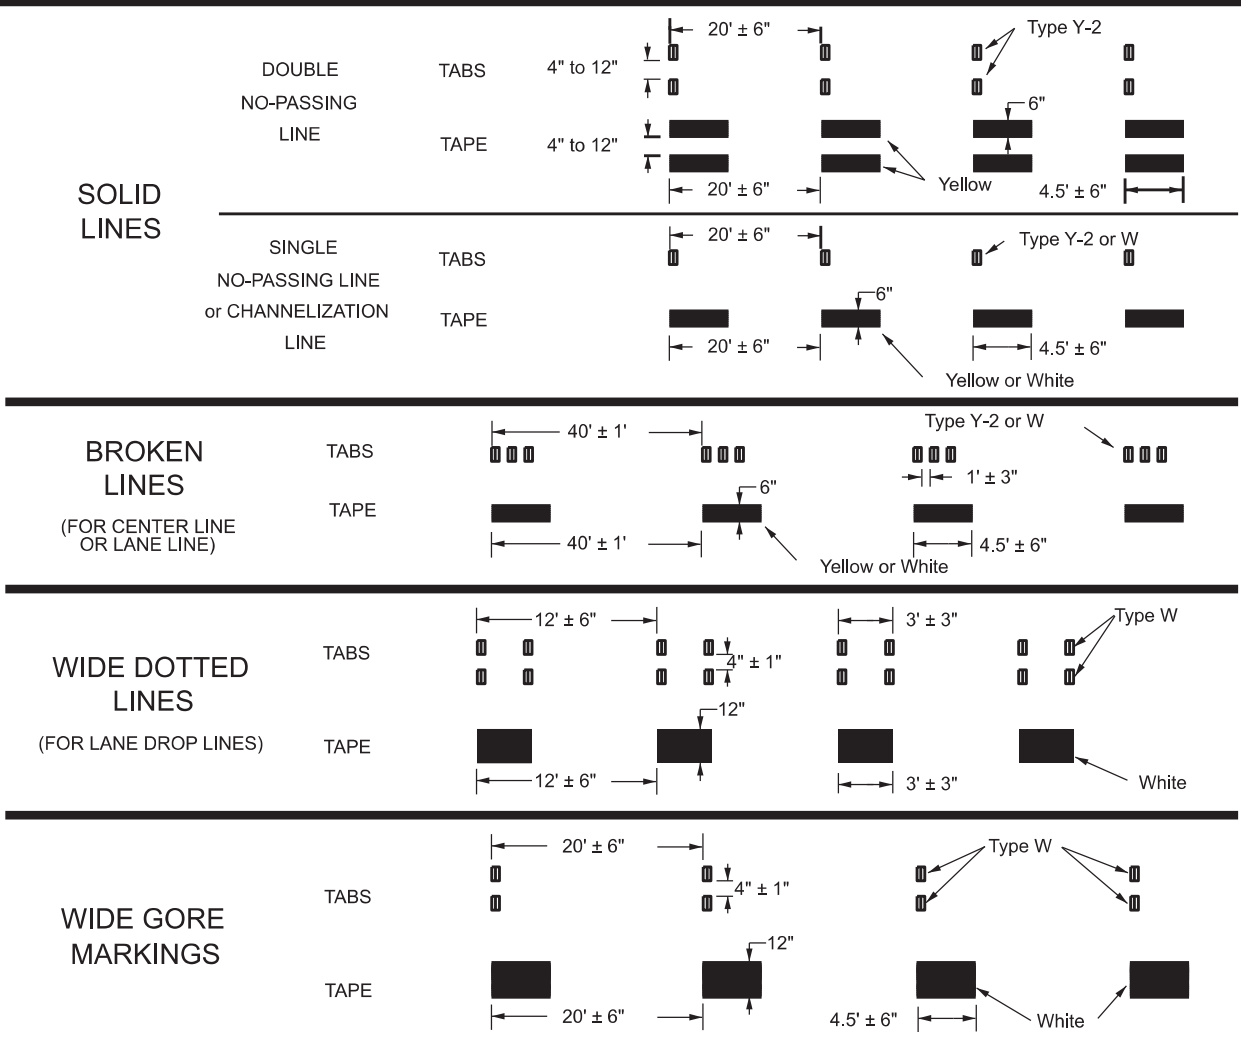 20' ± 6"
Type Y-2
DOUBLE
NO-PASSING
LINE
TABS
4" to 12"
6"
TAPE
4" to 12"
Yellow
20' ± 6"
4.5' ± 6"
SOLID
LINES
SINGLE
NO-PASSING LINE
or CHANNELIZATION
LINE
20' ± 6"
Type Y-2 or W
TABS
6"
TAPE
20' ± 6"
4.5' ± 6"
Yellow or White
BROKEN
LINES
(FOR CENTER LINE
OR LANE LINE)
TABS
40' ± 1'
Type Y-2 or W
1' ± 3"
6"
TAPE
40' ± 1'
4.5' ± 6"
Yellow or White
WIDE DOTTED
LINES
(FOR LANE DROP LINES)
12' ± 6"
3' ± 3"
Type W
TABS
4" ± 1"
12"
TAPE
12' ± 6"
3' ± 3"
White
WIDE GORE
MARKINGS
20' ± 6"
Type W
TABS
4" ± 1"
12"
TAPE
20' ± 6"
4.5' ± 6"
White